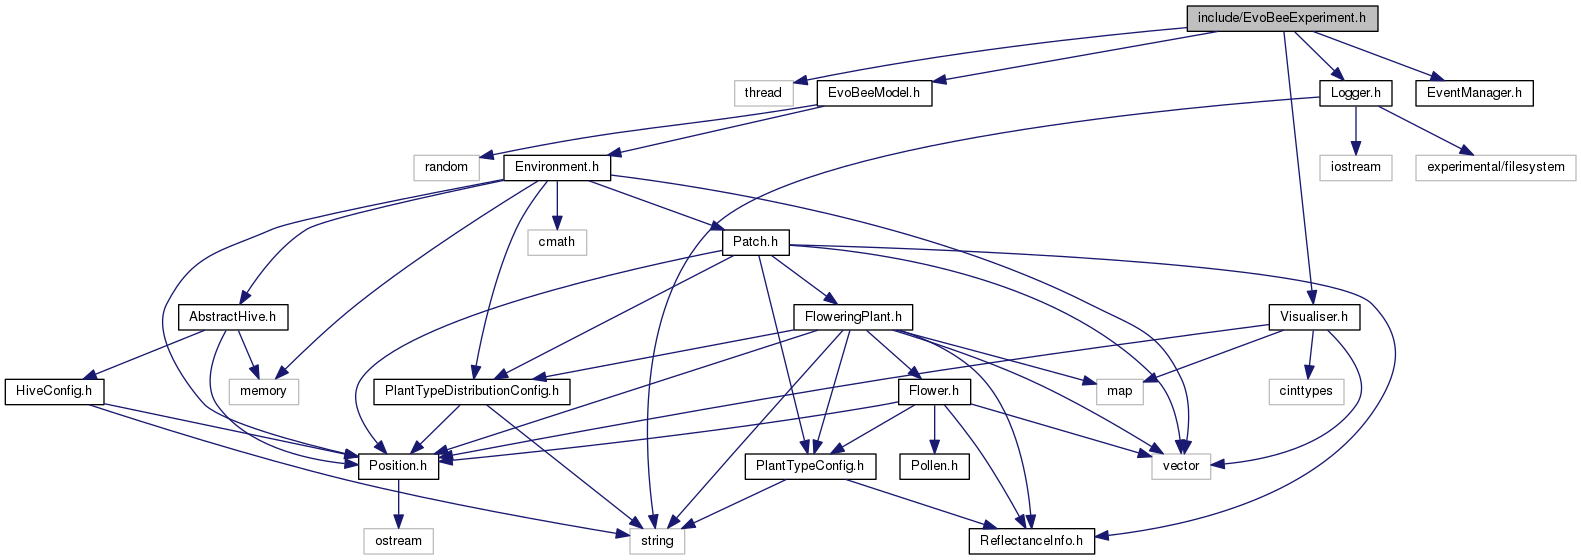 include/EvoBeeExperiment.h
thread
EvoBeeModel.h
Logger.h
EventManager.h
random
Environment.h
iostream
experimental/filesystem
cmath
Patch.h
AbstractHive.h
FloweringPlant.h
Visualiser.h
HiveConfig.h
memory
PlantTypeDistributionConfig.h
Flower.h
map
cinttypes
Position.h
PlantTypeConfig.h
Pollen.h
vector
ostream
string
ReflectanceInfo.h